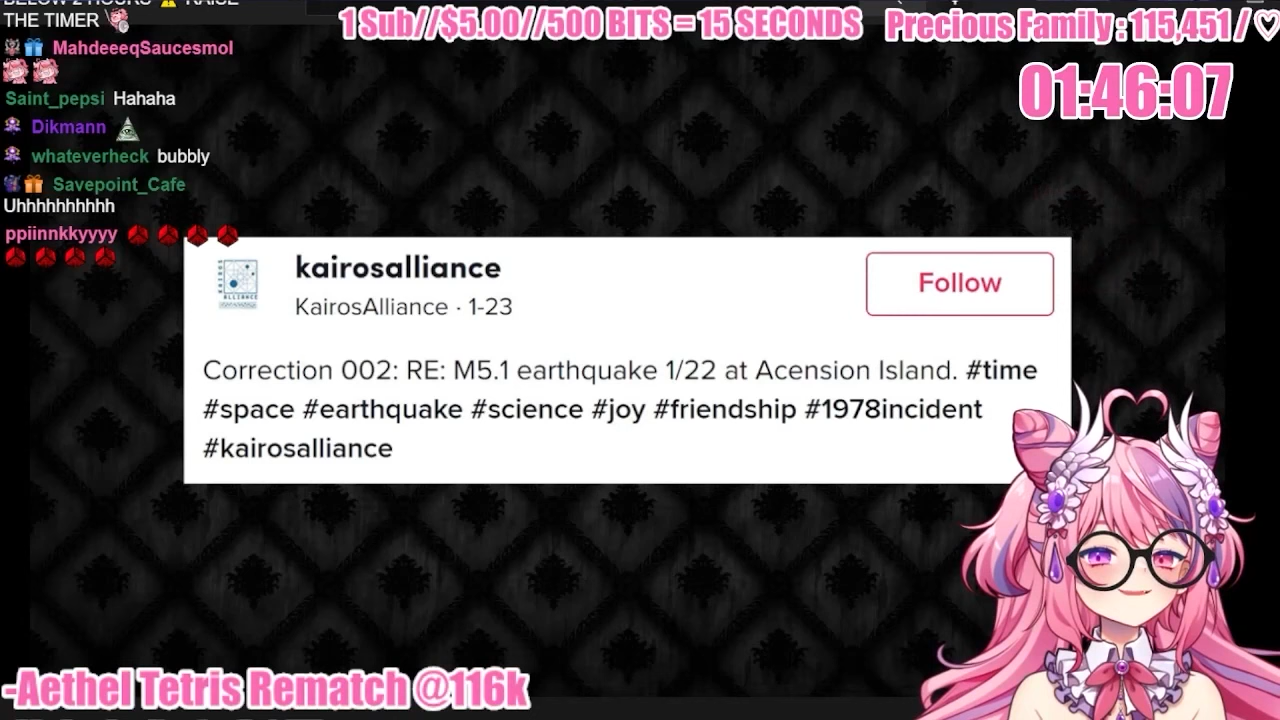 THE TIMER
1 Sub//$5.00//500 BITS = 15 SECONDS
Precious Family : 115,451 / ♡
01:46:07
MahdeeeqSaucesmol
Saint_pepsi Hahaha
Dikmann
whateverheck bubbly
Savepoint_Cafe
Uhhhhhhhhhh
ppiinnkkyyyy
kairosalliance
KairosAlliance · 1-23
Follow
Correction 002: RE: M5.1 earthquake 1/22 at Acension Island. #time
#space #earthquake #science #joy #friendship #1978incident
#kairosalliance
-Aethel Tetris Rematch @116k